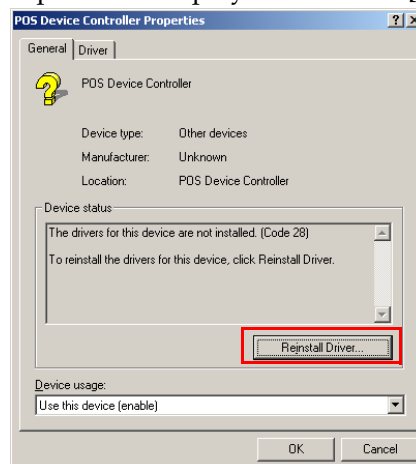 POS Device Controller Properties
General
Driver
POS Device Controller
Device type: Other devices
Manufacturer: Unknown
Location: POS Device Controller
Device status
The drivers for this device are not installed. (Code 28)
To reinstall the drivers for this device, click Reinstall Driver.
Reinstall Driver...
Device usage:
Use this device (enable)
OK Cancel